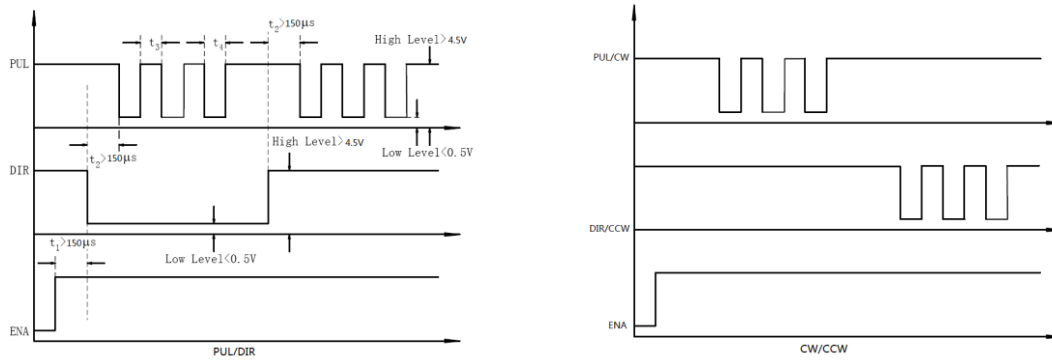 t₂>150μs
t₃
t₄
High Level>4.5V
PUL
t₂>150μs
High Level>4.5V
Low Level<0.5V
DIR
t₁>150μs
Low Level<0.5V
ENA
PUL/DIR
PUL/CW
DIR/CCW
ENA
CW/CCW